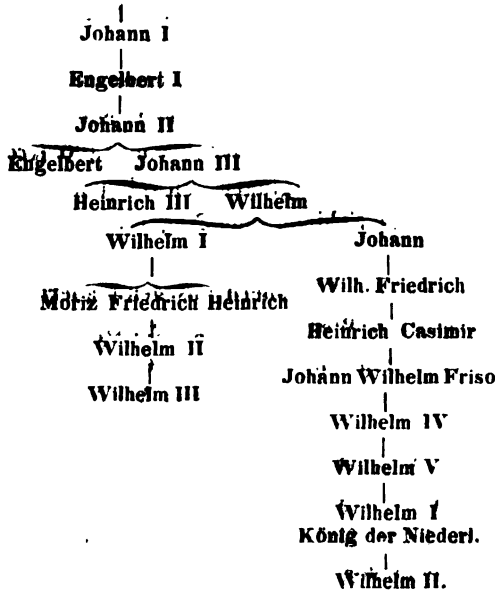 Johann I
Engelbert I
Johann II
Engelbert Johann III
Heinrich III Wilhelm
Wilhelm I Johann
Wilh. Friedrich
Moriz Friedrich Heinrich
Heinrich Casimir
Wilhelm II
Johann Wilhelm Friso
Wilhelm III
Wilhelm IV
Wilhelm V
Wilhelm I
König der Niederl.
Wilhelm II.